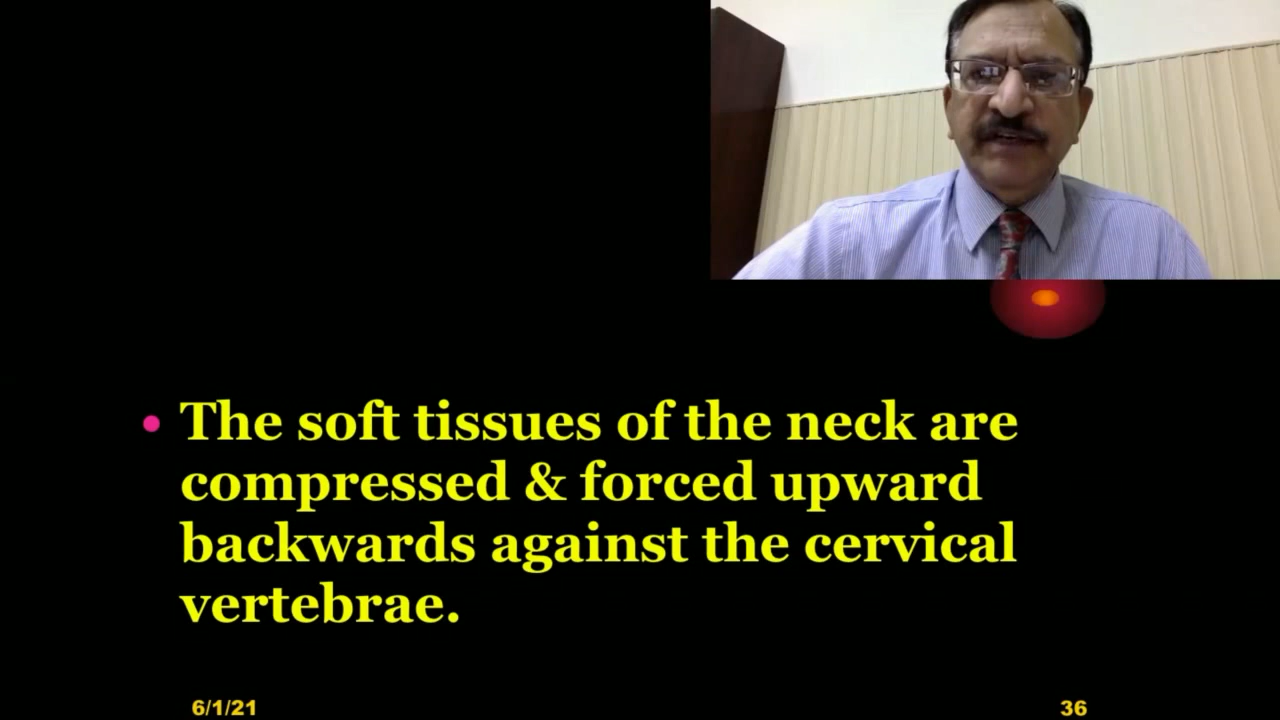 • The soft tissues of the neck are
compressed & forced upward
backwards against the cervical
vertebrae.
6/1/21
36